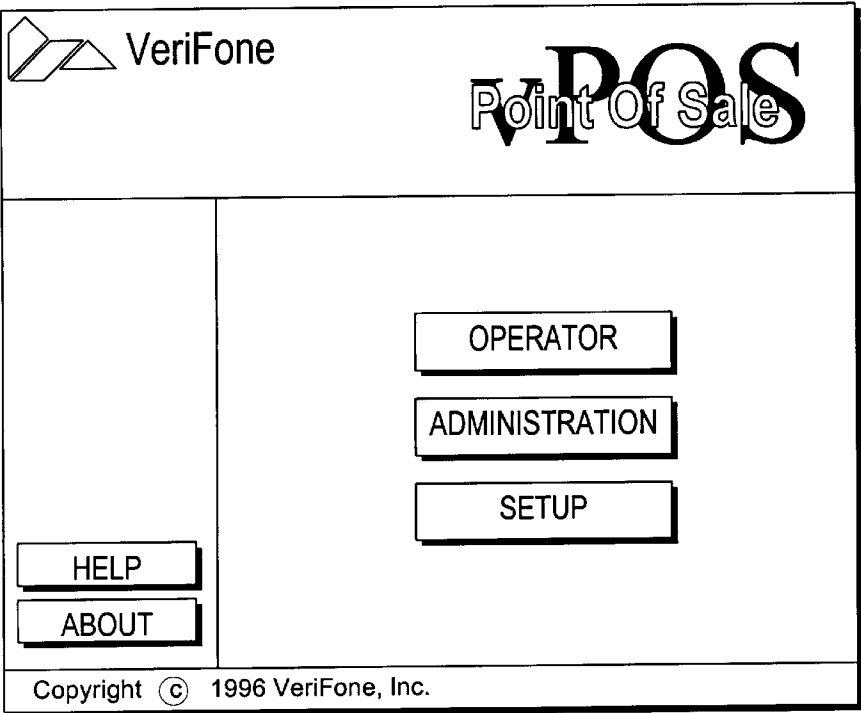 VeriFone
vPOS
Point Of Sale
OPERATOR
ADMINISTRATION
SETUP
HELP
ABOUT
Copyright © 1996 VeriFone, Inc.